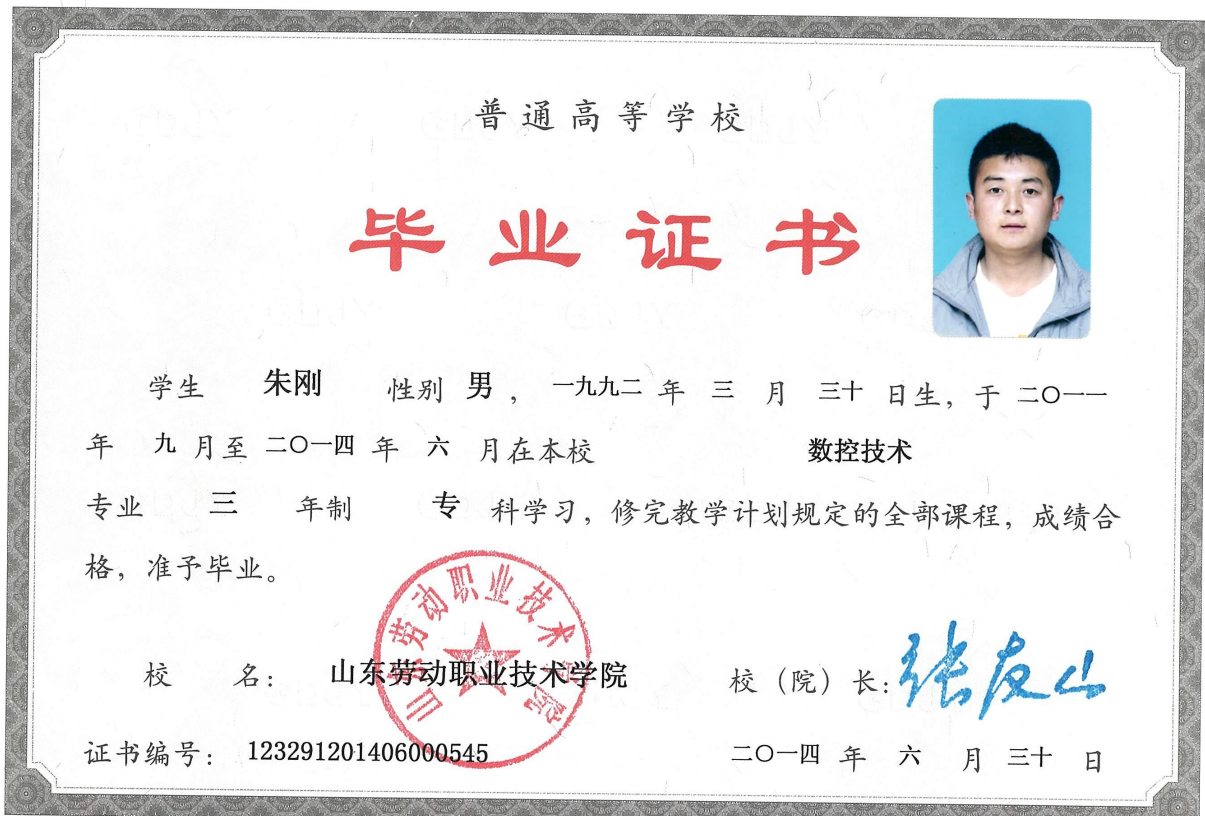 普通高等学校
毕业证书
学生 朱刚 性别 男 ，一九九二 年 三 月 三十 日生，于 二〇一一
年 九 月至 二〇一四 年 六 月在本校 数控技术
专业 三 年制 专 科学习，修完教学计划规定的全部课程，成绩合
格，准予毕业。
山东劳动职业技术学院
校 名： 山东劳动职业技术学院 校（院）长：张友山
证书编号： 123291201406000545 二〇一四 年 六 月 三十 日